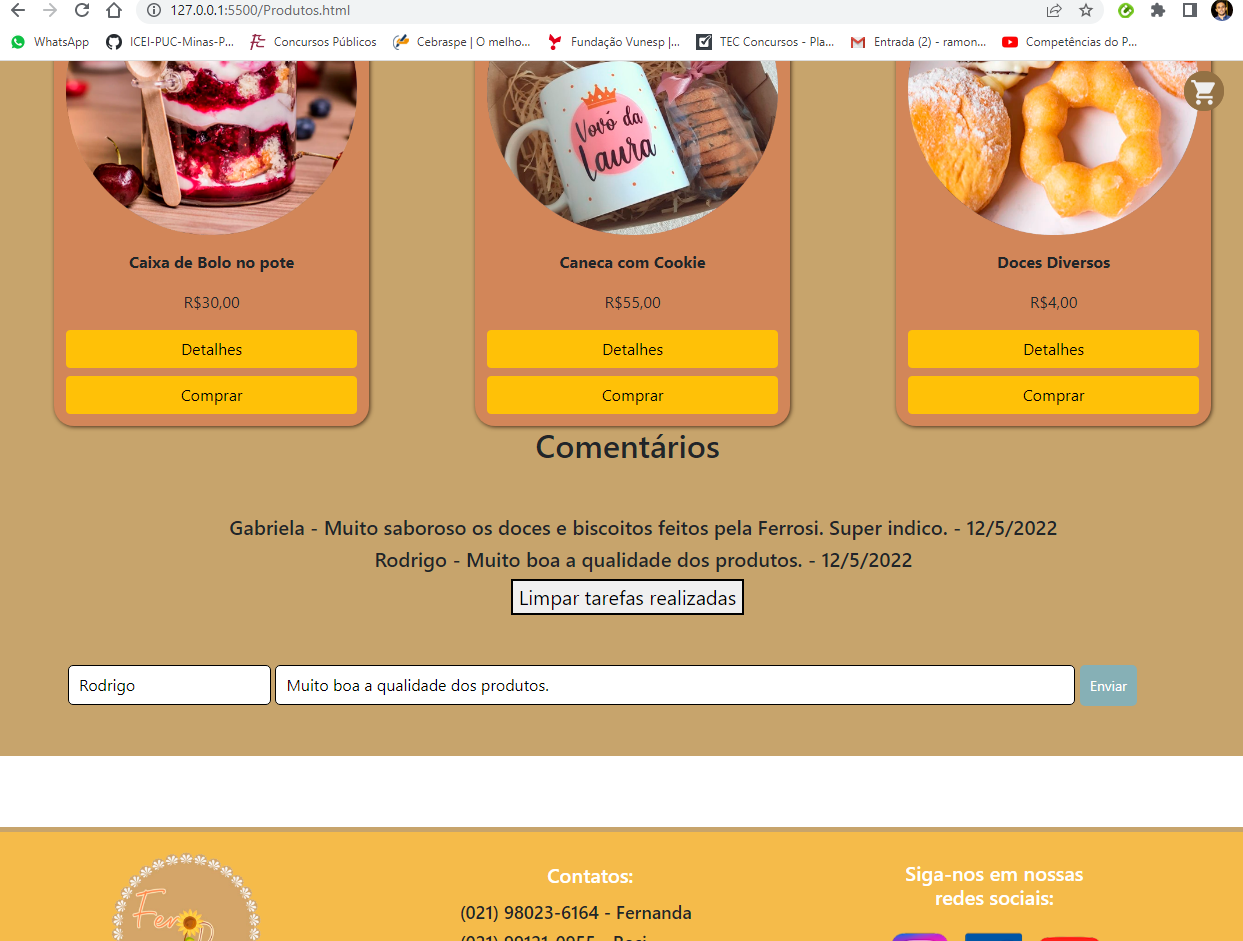 127.0.0.1:5500/Produtos.html
WhatsApp ICEI-PUC-Minas-P... Concursos Públicos Cebraspe | O melho... Fundação Vunesp |... TEC Concursos - Pla... Entrada (2) - ramon... Competências do P...
Vovó da
Laura
Caixa de Bolo no pote Caneca com Cookie Doces Diversos
R$30,00 R$55,00 R$4,00
Detalhes Detalhes Detalhes
Comprar Comprar Comprar
Comentários
Gabriela - Muito saboroso os doces e biscoitos feitos pela Ferrosi. Super indico. - 12/5/2022
Rodrigo - Muito boa a qualidade dos produtos. - 12/5/2022
Limpar tarefas realizadas
Rodrigo Muito boa a qualidade dos produtos. Enviar
Contatos: Siga-nos em nossas
redes sociais:
Fer
(021) 98023-6164 - Fernanda